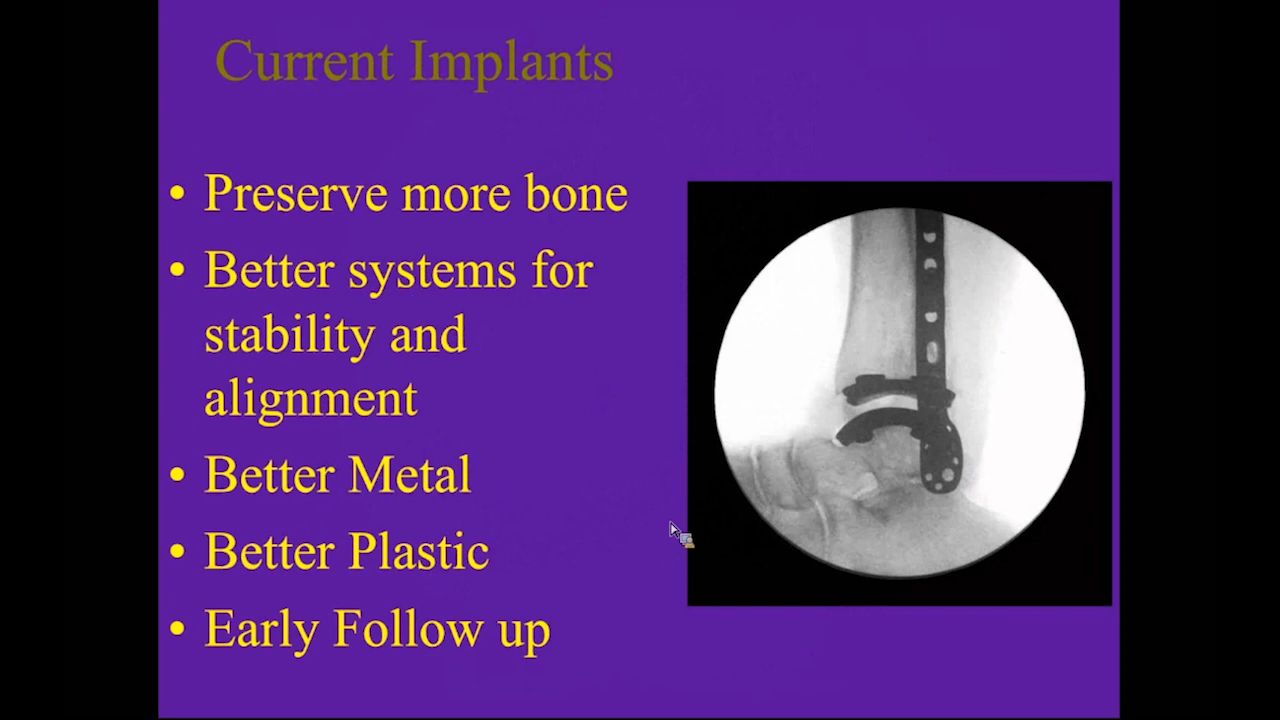 Current Implants
• Preserve more bone
• Better systems for
stability and
alignment
• Better Metal
• Better Plastic
• Early Follow up